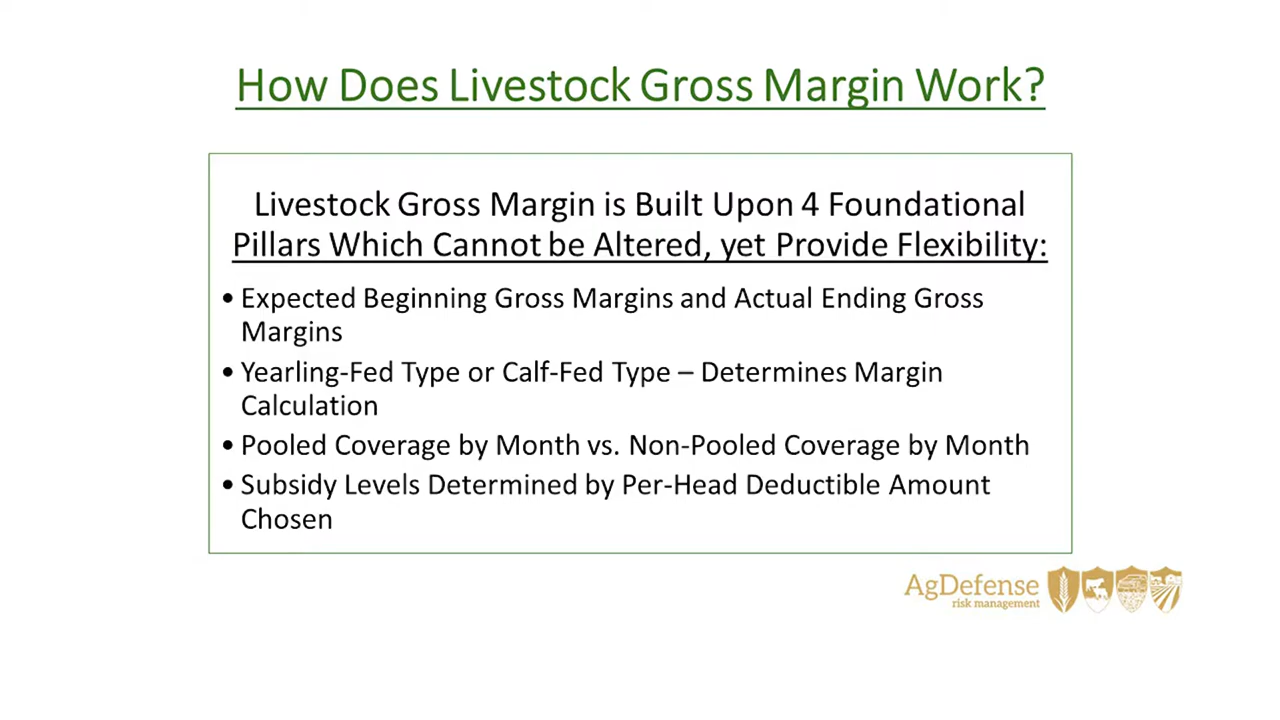 How Does Livestock Gross Margin Work?
Livestock Gross Margin is Built Upon 4 Foundational
Pillars Which Cannot be Altered, yet Provide Flexibility:
• Expected Beginning Gross Margins and Actual Ending Gross
Margins
• Yearling-Fed Type or Calf-Fed Type – Determines Margin
Calculation
• Pooled Coverage by Month vs. Non-Pooled Coverage by Month
• Subsidy Levels Determined by Per-Head Deductible Amount
Chosen
AgDefense
risk management